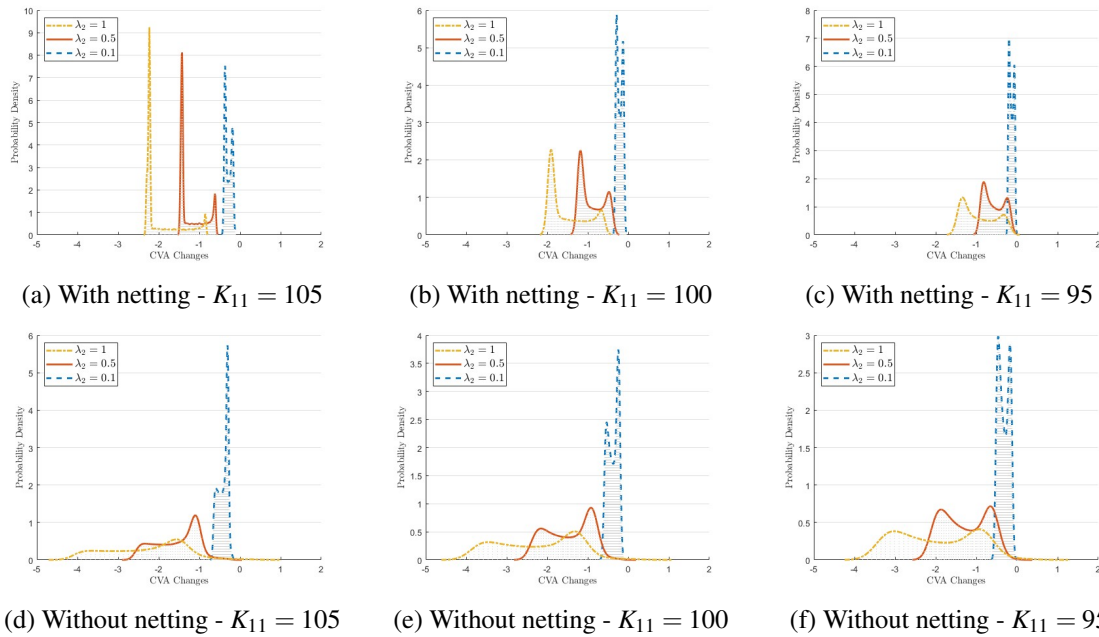 10
9
8
7
6
5
4
3
2
1
0
Probability Density
λ₂ = 1
λ₂ = 0.5
λ₂ = 0.1
-5 -4 -3 -2 -1 0 1 2
CVA Changes
(a) With netting - K₁₁ = 105
6
5
4
3
2
1
0
Probability Density
λ₂ = 1
λ₂ = 0.5
λ₂ = 0.1
-5 -4 -3 -2 -1 0 1 2
CVA Changes
(b) With netting - K₁₁ = 100
8
7
6
5
4
3
2
1
0
Probability Density
λ₂ = 1
λ₂ = 0.5
λ₂ = 0.1
-5 -4 -3 -2 -1 0 1 2
CVA Changes
(c) With netting - K₁₁ = 95
6
5
4
3
2
1
0
Probability Density
λ₂ = 1
λ₂ = 0.5
λ₂ = 0.1
-5 -4 -3 -2 -1 0 1 2
CVA Changes
(d) Without netting - K₁₁ = 105
4
3.5
3
2.5
2
1.5
1
0.5
0
Probability Density
λ₂ = 1
λ₂ = 0.5
λ₂ = 0.1
-5 -4 -3 -2 -1 0 1 2
CVA Changes
(e) Without netting - K₁₁ = 100
3
2.5
2
1.5
1
0.5
0
Probability Density
λ₂ = 1
λ₂ = 0.5
λ₂ = 0.1
-5 -4 -3 -2 -1 0 1 2
CVA Changes
(f) Without netting - K₁₁ = 95